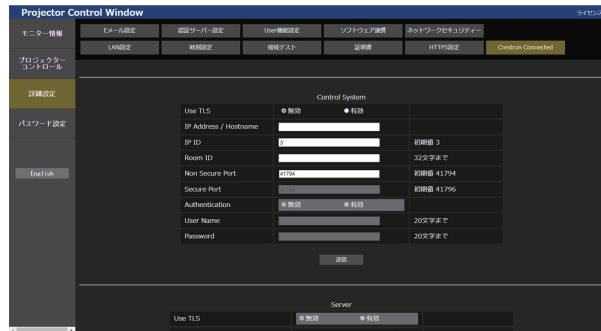 Projector Control Window
ライセンス
モニター情報
Eメール設定
認証サーバー設定
User機能設定
ソフトウェア連携
ネットワークセキュリティー
LAN設定
時刻設定
接続テスト
証明書
HTTPS設定
Crestron Connected
プロジェクター
コントロール
詳細設定
パスワード設定
English
Control System
Use TLS 無効 有効
IP Address / Hostname
IP ID 3 初期値 3
Room ID 32文字まで
Non Secure Port 41794 初期値 41794
Secure Port 初期値 41796
Authentication 無効 有効
User Name 20文字まで
Password 20文字まで
送信
Server
Use TLS 無効 有効